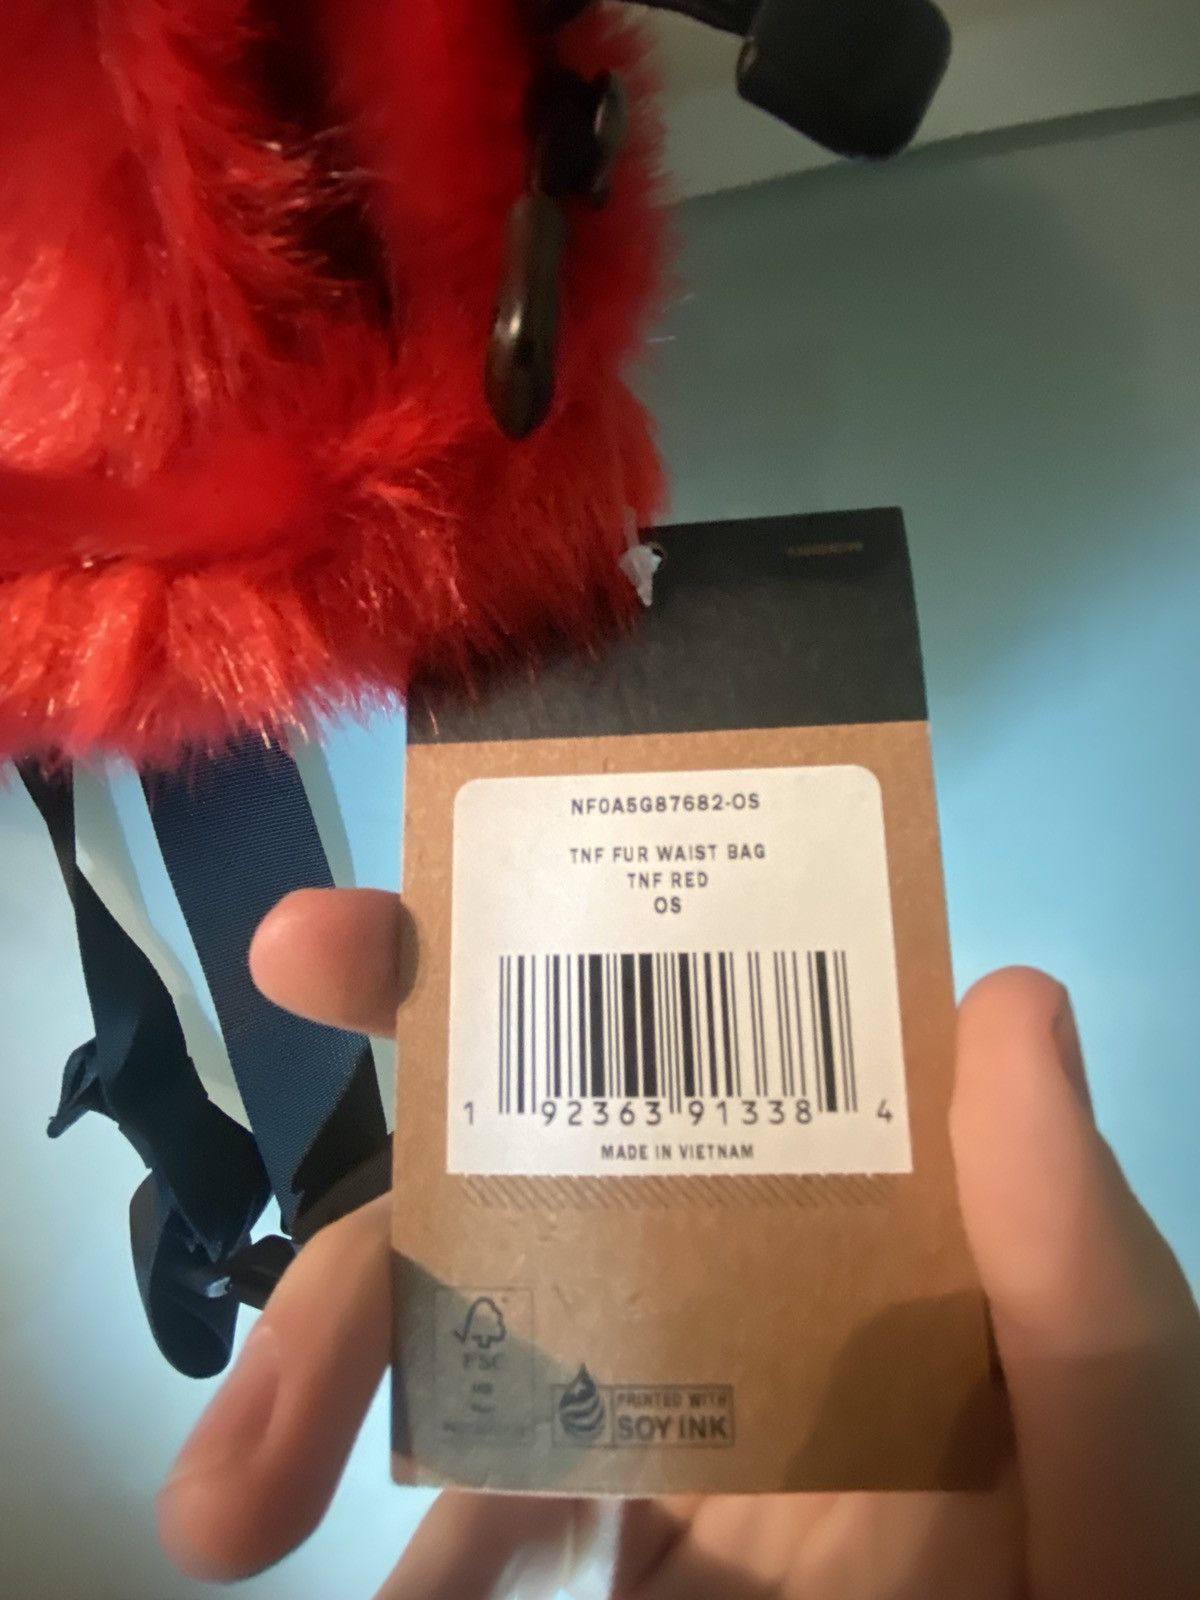 NF0A5G87682-OS
TNF FUR WAIST BAG
TNF RED
OS
1 92363 91338 4
MADE IN VIETNAM
FSC
PRINTED WITH
SOY INK